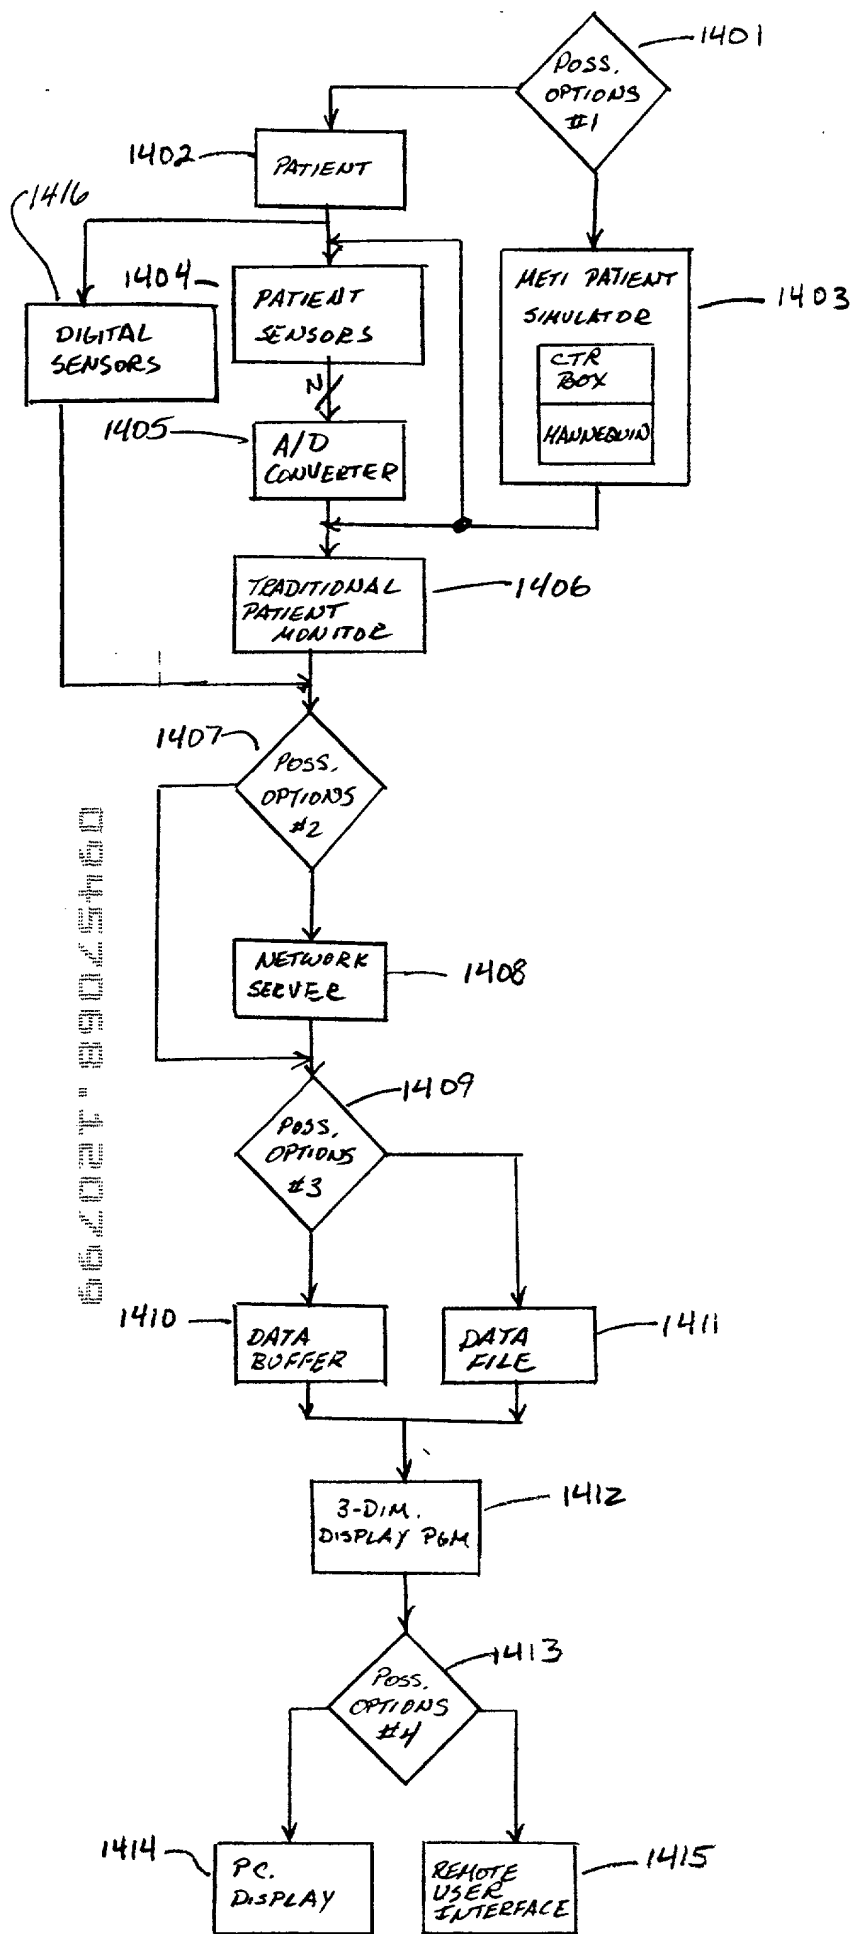 1401
POSS.
OPTIONS
#1
1402
PATIENT
1416
1404
PATIENT
SENSORS
METI PATIENT
SIMULATOR
CTR
BOX
MANNEQUIN
1403
DIGITAL
SENSORS
N
1405
A/D
CONVERTER
TRADITIONAL
PATIENT
MONITOR
1406
1407
POSS.
OPTIONS
#2
NETWORK
SERVER
1408
1409
POSS.
OPTIONS
#3
09457068.120799
1410
DATA
BUFFER
DATA
FILE
1411
3-DIM.
DISPLAY PGM
1412
1413
POSS.
OPTIONS
#4
1414
PC.
DISPLAY
REMOTE
USER
INTERFACE
1415